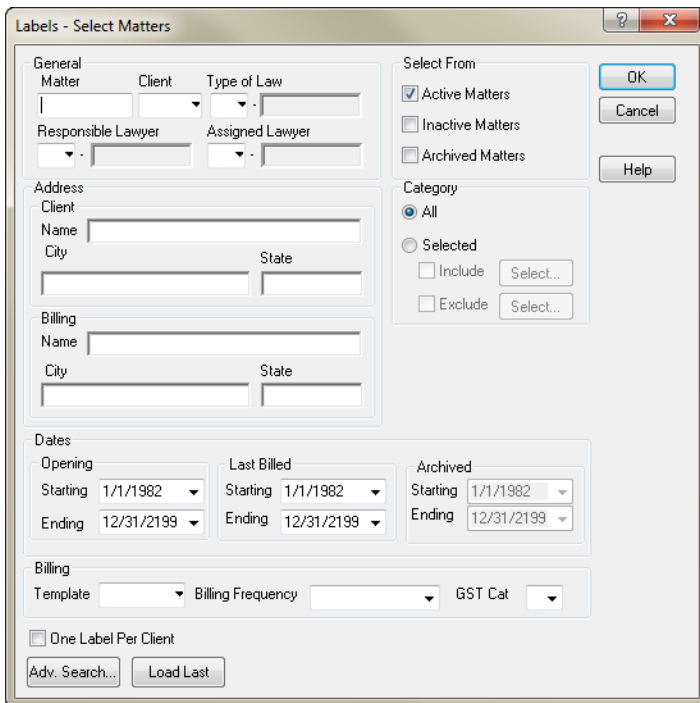 Labels - Select Matters
?
General
Matter Client Type of Law
-
Responsible Lawyer Assigned Lawyer
- -
Select From
Active Matters
Inactive Matters
Archived Matters
OK
Cancel
Help
Address
Client
Name
City State
Billing
Name
City State
Category
All
Selected
Include Select...
Exclude Select...
Dates
Opening
Starting 1/1/1982
Ending 12/31/2199
Last Billed
Starting 1/1/1982
Ending 12/31/2199
Archived
Starting 1/1/1982
Ending 12/31/2199
Billing
Template Billing Frequency GST Cat
One Label Per Client
Adv. Search... Load Last